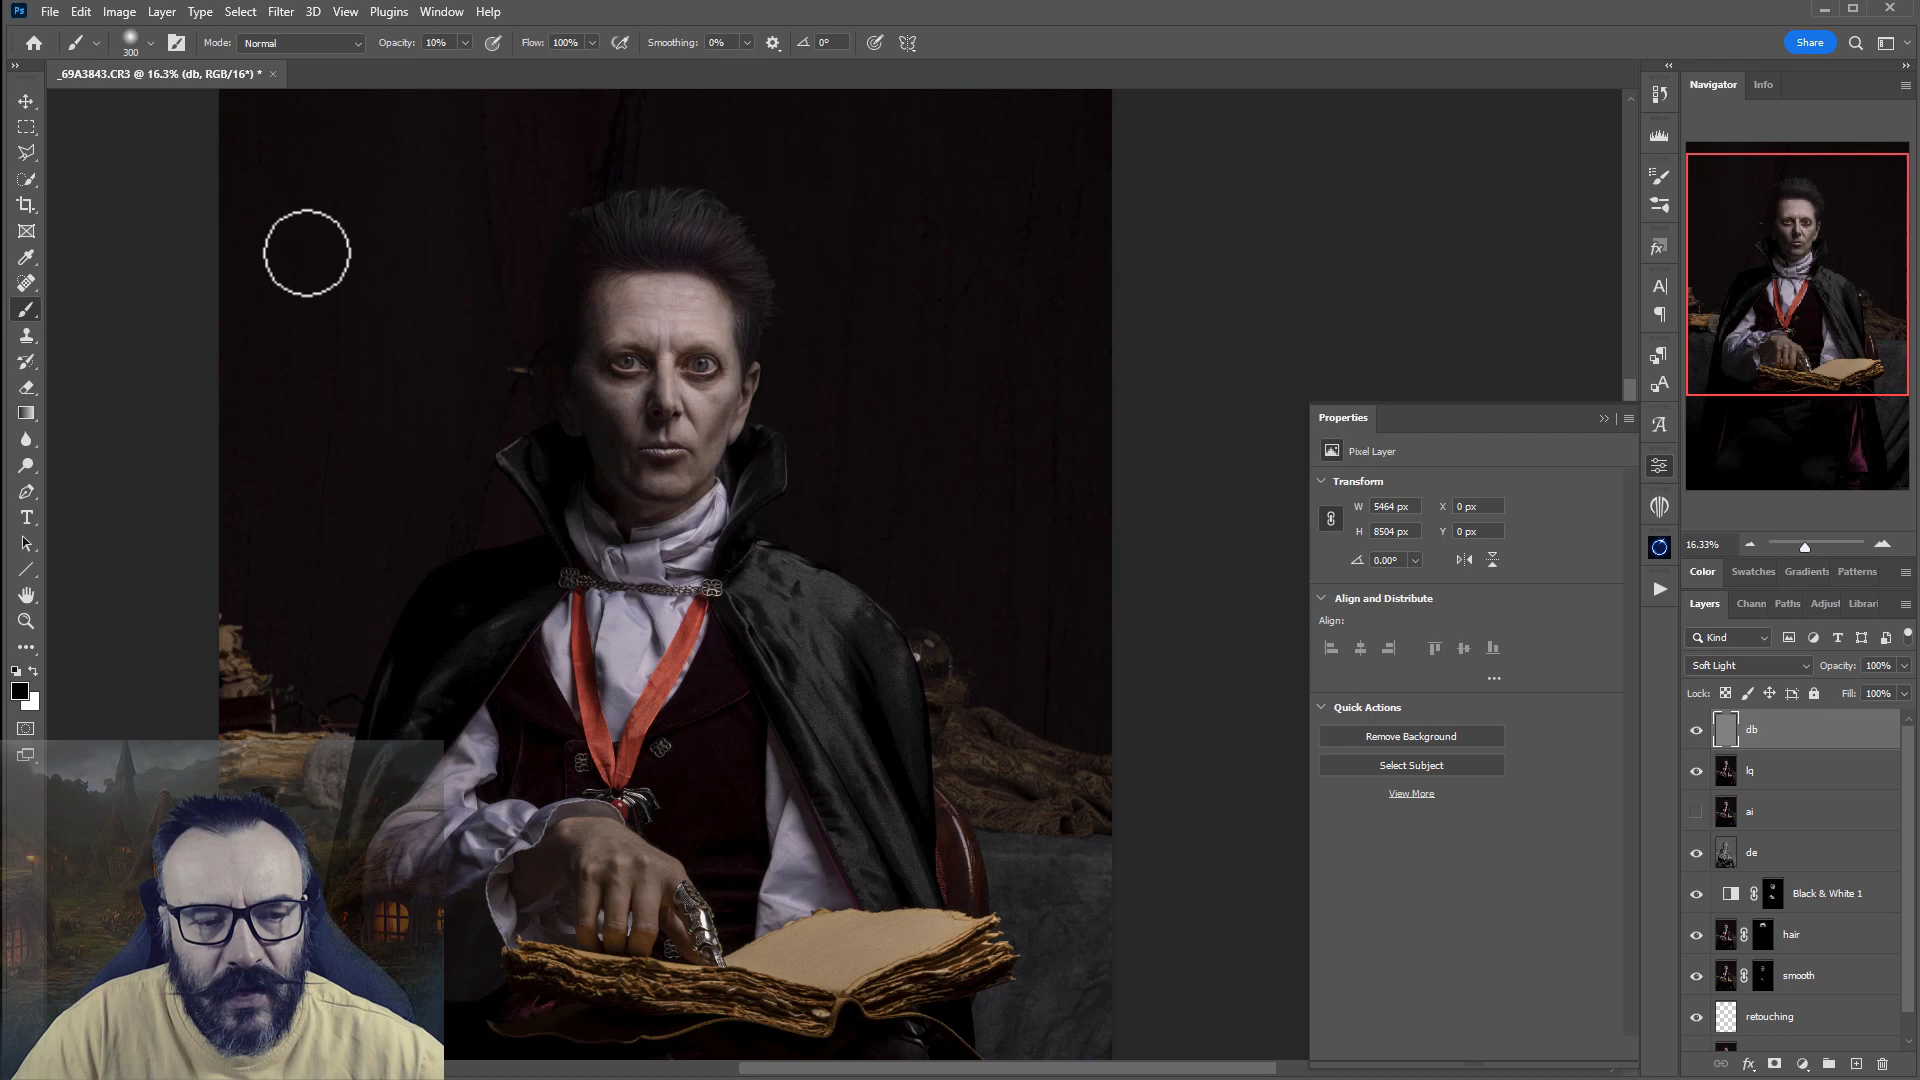 Ps File Edit Image Layer Type Select Filter 3D View Plugins Window Help
300 Mode: Normal Opacity: 10% Flow: 100% Smoothing: 0% 0° Share
_69A3843.CR3 @ 16.3% (db, RGB/16*) * ×
Navigator Info
16.33%
Color Swatches Gradients Patterns
Layers Chann Paths Adjust Librari
Kind
Soft Light Opacity: 100%
Lock: Fill: 100%
db
lq
ai
de
Black & White 1
hair
smooth
retouching
Properties
Pixel Layer
Transform
W 5464 px X 0 px
H 8504 px Y 0 px
0.00°
Align and Distribute
Align:
Quick Actions
Remove Background
Select Subject
View More